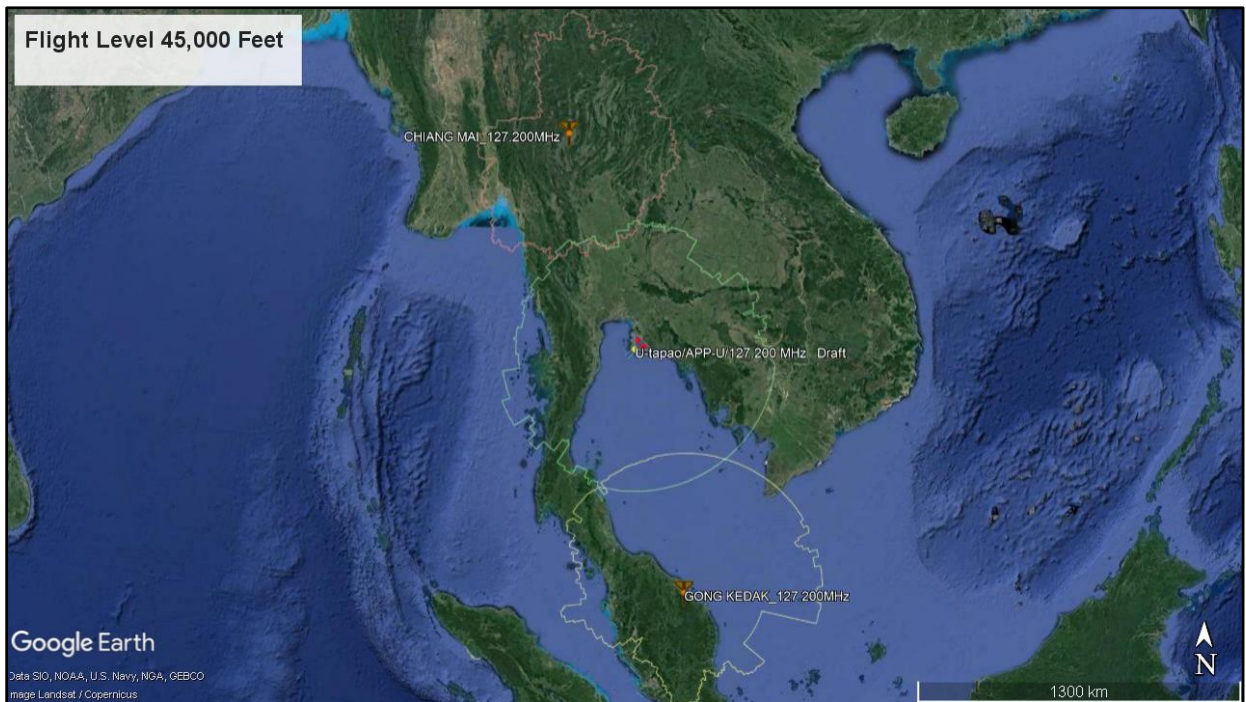 Flight Level 45,000 Feet
CHIANG MAI_127.200MHz
U-tapao/APP-U/127.200 MHz Draft
GONG KEDAK_127.200MHz
Google Earth
Data SIO, NOAA, U.S. Navy, NGA, GEBCO
Image Landsat / Copernicus
N
1300 km